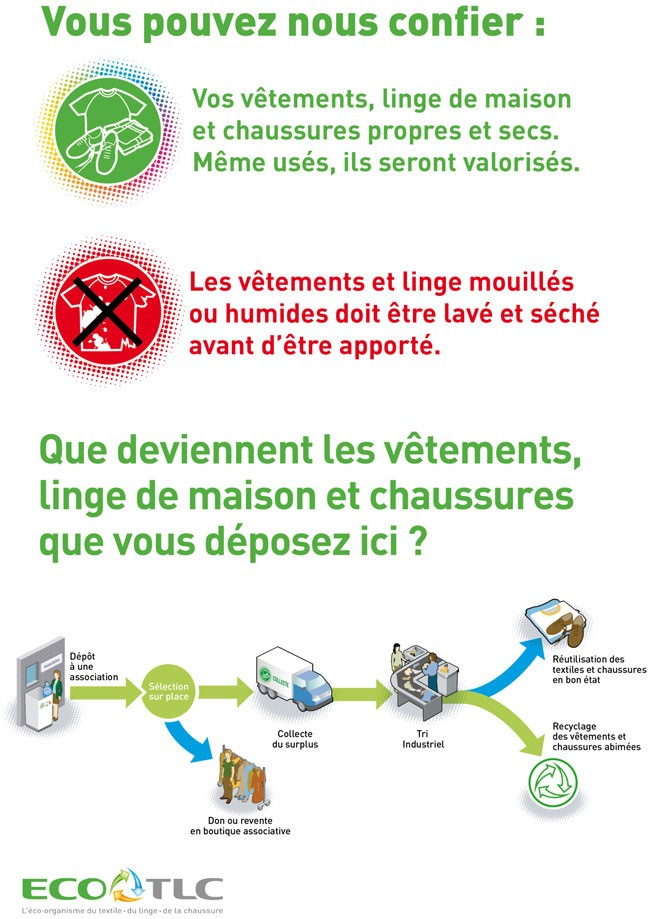 Vous pouvez nous confier :
Vos vêtements, linge de maison
et chaussures propres et secs.
Même usés, ils seront valorisés.
Les vêtements et linge mouillés
ou humides doit être lavé et séché
avant d’être apporté.
Que deviennent les vêtements,
linge de maison et chaussures
que vous déposez ici ?
Dépôt
à une
association
Sélection
sur place
COLLECTE
Collecte
du surplus
Tri
Industriel
Réutilisation des
textiles et chaussures
en bon état
Recyclage
des vêtements et
chaussures abimées
Don ou revente
en boutique associative
ECO TLC
L'éco-organisme du textile · du linge · de la chaussure